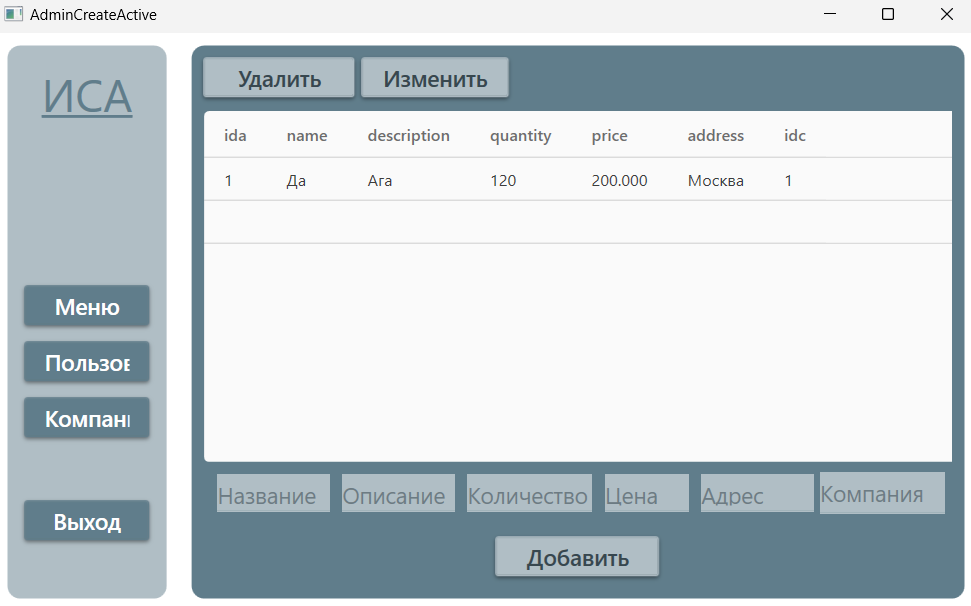 AdminCreateActive
ИСА
Меню
Пользов
Компани
Выход
Удалить Изменить
ida name description quantity price address idc
1 Да Ага 120 200.000 Москва 1
Название Описание Количество Цена Адрес Компания
Добавить